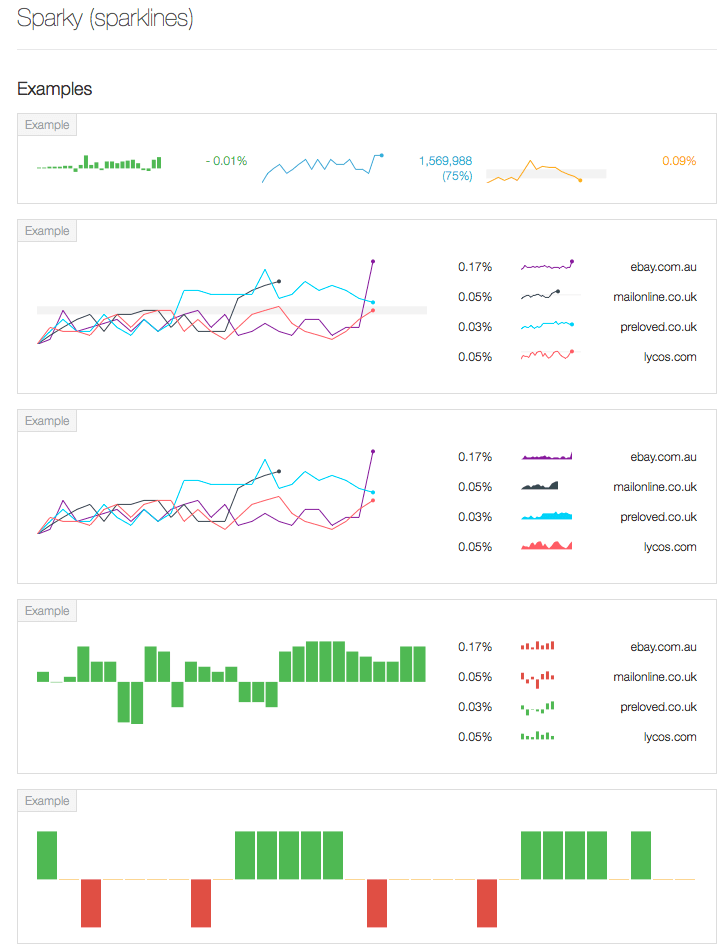 Sparky (sparklines)
Examples
Example
- 0.01%
1,569,988
(75%)
0.09%
Example
0.17% ebay.com.au
0.05% mailonline.co.uk
0.03% preloved.co.uk
0.05% lycos.com
Example
0.17% ebay.com.au
0.05% mailonline.co.uk
0.03% preloved.co.uk
0.05% lycos.com
Example
0.17% ebay.com.au
0.05% mailonline.co.uk
0.03% preloved.co.uk
0.05% lycos.com
Example